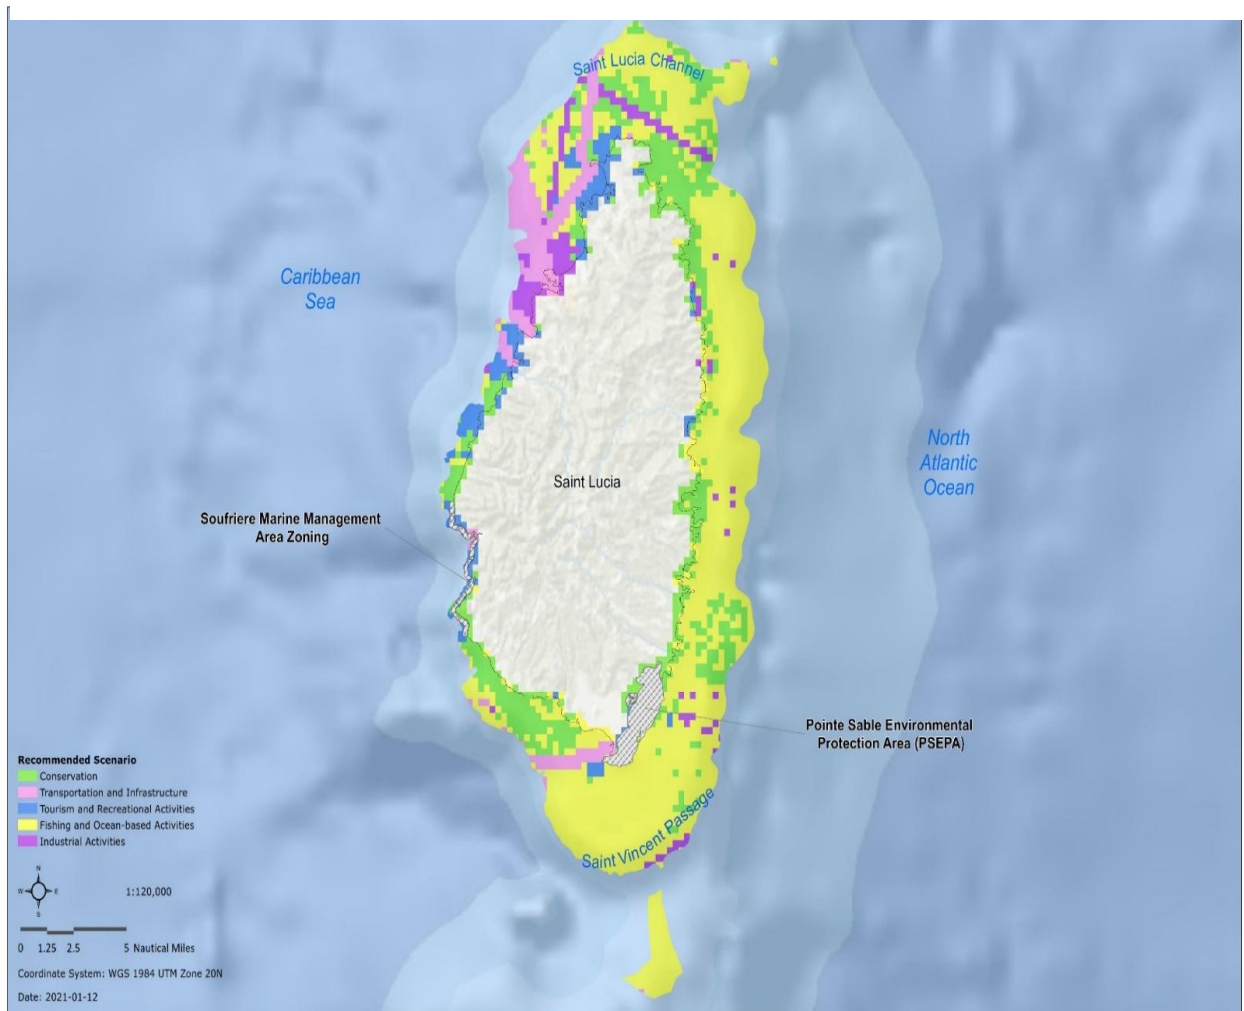 Saint Lucia Channel
Caribbean
Sea
North
Atlantic
Ocean
Saint Lucia
Soufriere Marine Management
Area Zoning
Pointe Sable Environmental
Protection Area (PSEPA)
Saint Vincent Passage
Recommended Scenario
Conservation
Transportation and Infrastructure
Tourism and Recreational Activities
Fishing and Ocean-based Activities
Industrial Activities
N
W E
S
1:120,000
0 1.25 2.5 5 Nautical Miles
Coordinate System: WGS 1984 UTM Zone 20N
Date: 2021-01-12